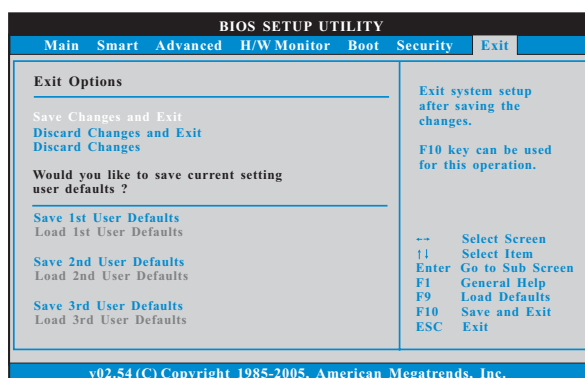 BIOS SETUP UTILITY
Main Smart Advanced H/W Monitor Boot Security Exit
Exit Options
Save Changes and Exit
Discard Changes and Exit
Discard Changes
Would you like to save current setting
user defaults ?
Save 1st User Defaults
Load 1st User Defaults
Save 2nd User Defaults
Load 2nd User Defaults
Save 3rd User Defaults
Load 3rd User Defaults
Exit system setup
after saving the
changes.
F10 key can be used
for this operation.
←→ Select Screen
↑↓ Select Item
Enter Go to Sub Screen
F1 General Help
F9 Load Defaults
F10 Save and Exit
ESC Exit
v02.54 (C) Copyright 1985-2005, American Megatrends, Inc.